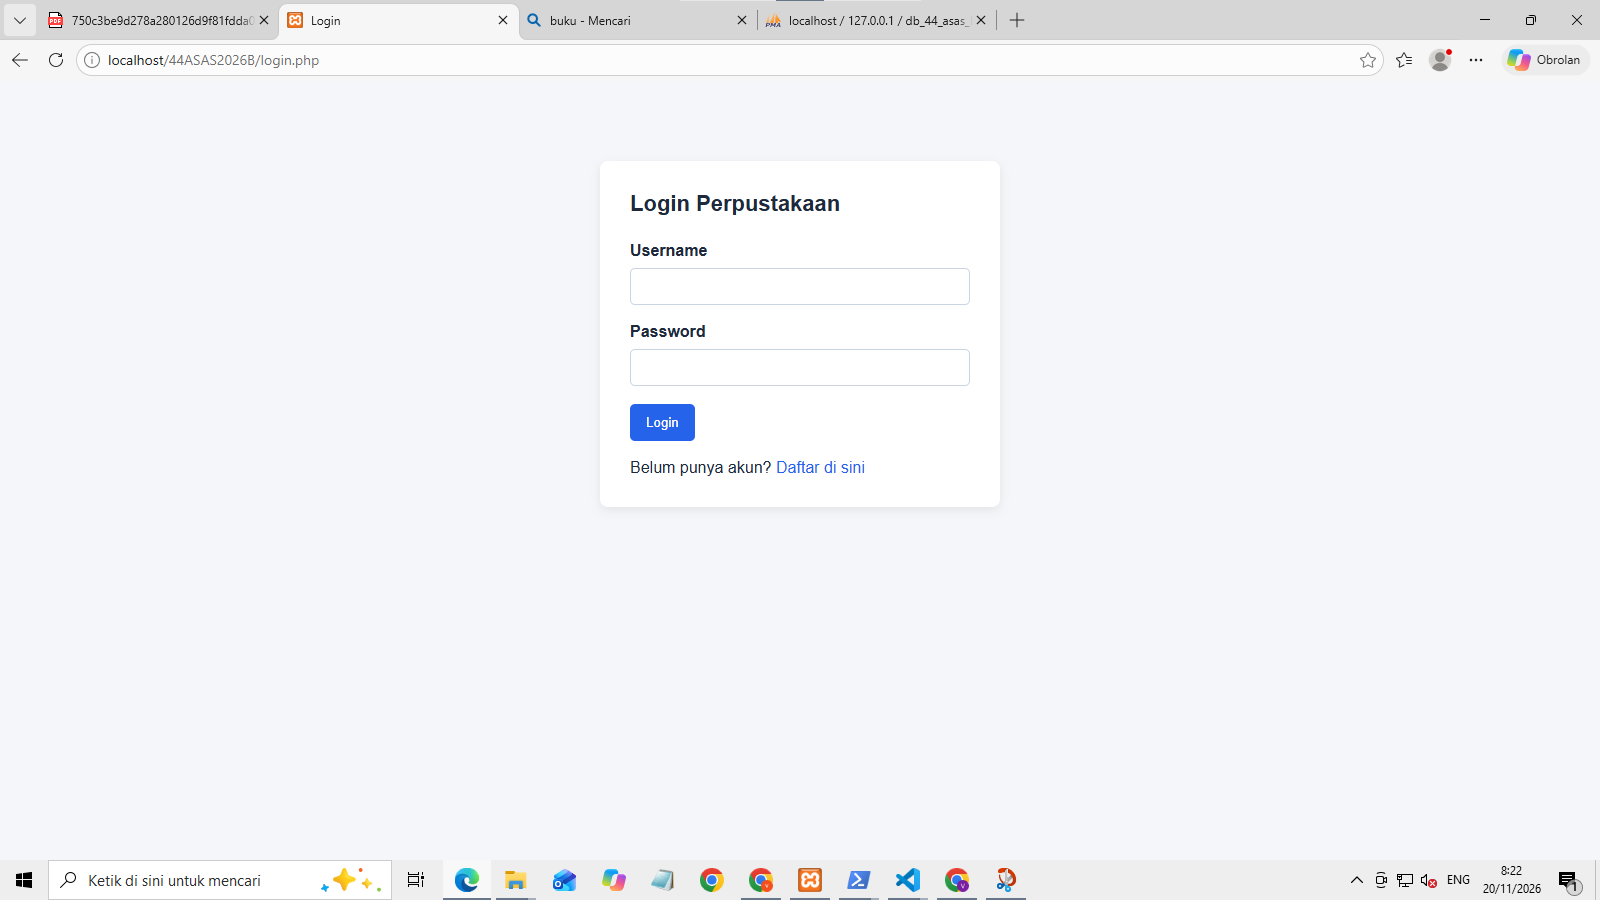 750c3be9d278a280126d9f81fdda
Login
buku - Mencari
localhost / 127.0.0.1 / db_44_asas_
localhost/44ASAS2026B/login.php
Obrolan
Login Perpustakaan
Username
Password
Login
Belum punya akun? Daftar di sini
Ketik di sini untuk mencari
ENG
8:22
20/11/2026
1